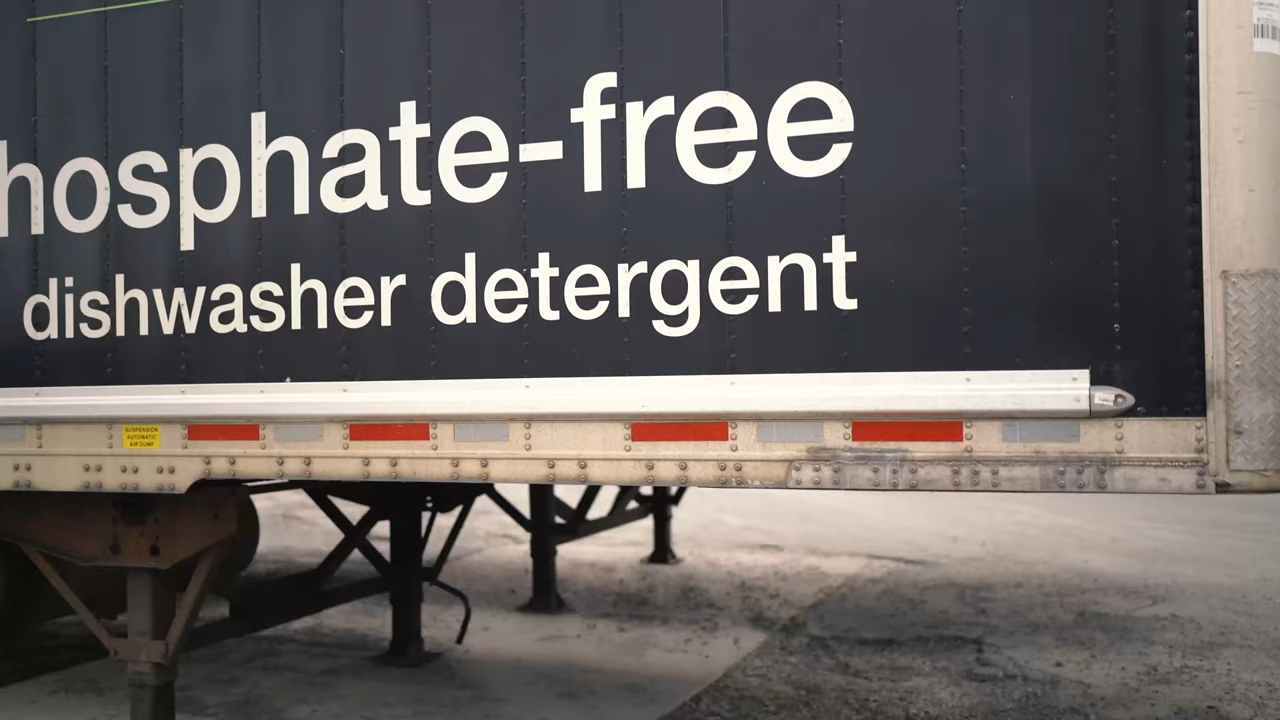 hosphate-free
dishwasher detergent
SUSPENSION
AUTOMATIC
AIR DUMP